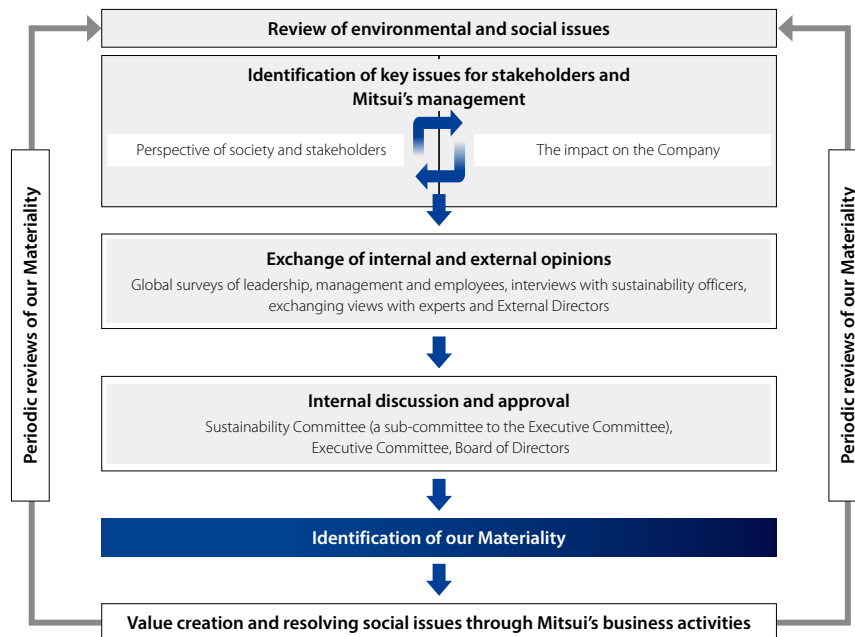 Review of environmental and social issues
Identification of key issues for stakeholders and
Mitsui's management
Perspective of society and stakeholders
The impact on the Company
Exchange of internal and external opinions
Global surveys of leadership, management and employees, interviews with sustainability officers,
exchanging views with experts and External Directors
Internal discussion and approval
Sustainability Committee (a sub-committee to the Executive Committee),
Executive Committee, Board of Directors
Identification of our Materiality
Value creation and resolving social issues through Mitsui's business activities
Periodic reviews of our Materiality
Periodic reviews of our Materiality